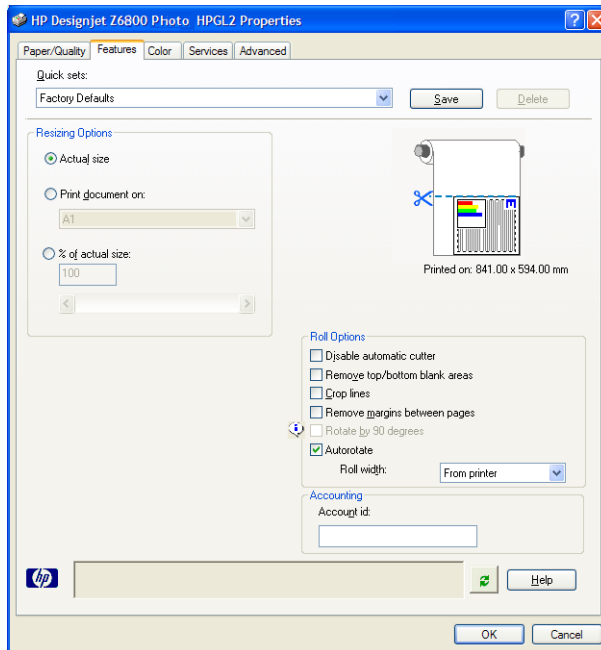 HP Designjet Z6800 Photo HPGL2 Properties
Paper/Quality Features Color Services Advanced
Quick sets:
Factory Defaults
Save
Delete
Resizing Options
Actual size
Print document on:
A1
% of actual size:
100
Printed on: 841.00 x 594.00 mm
Roll Options
Disable automatic cutter
Remove top/bottom blank areas
Crop lines
Remove margins between pages
Rotate by 90 degrees
Autorotate
Roll width: From printer
Accounting
Account id:
hp
Help
OK Cancel